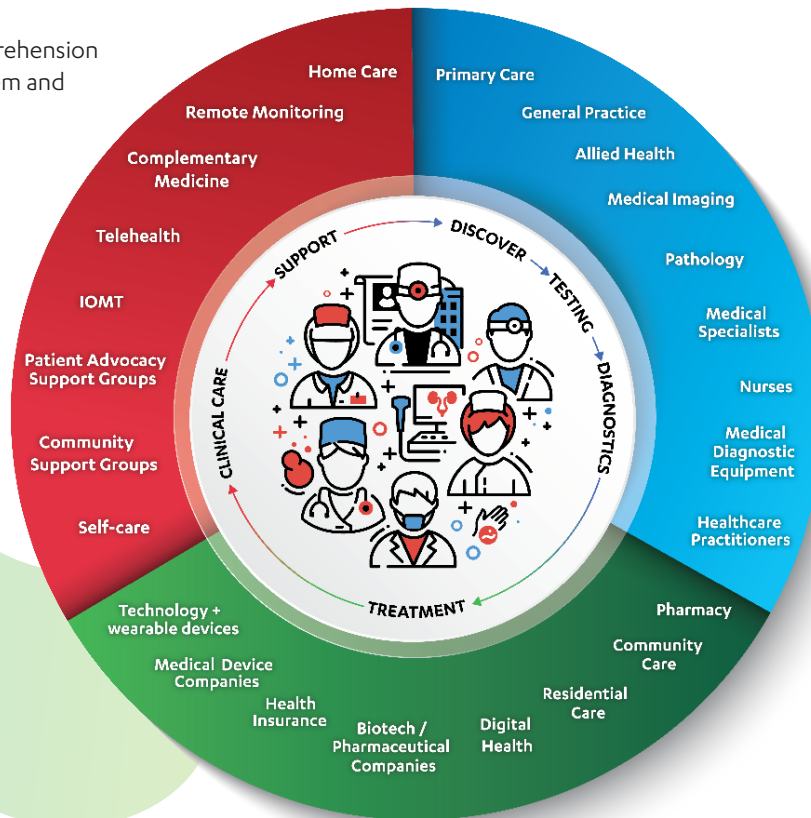 rehension
m and
Home Care
Remote Monitoring
Complementary
Medicine
Telehealth
IOMT
Patient Advocacy
Support Groups
Community
Support Groups
Self-care
Primary Care
General Practice
Allied Health
Medical Imaging
Pathology
Medical
Specialists
Nurses
Medical
Diagnostic
Equipment
Healthcare
Practitioners
Pharmacy
Community
Care
Residential
Care
Digital
Health
Biotech /
Pharmaceutical
Companies
Health
Insurance
Medical Device
Companies
Technology +
wearable devices
SUPPORT
DISCOVER
TESTING
DIAGNOSTICS
TREATMENT
CLINICAL CARE